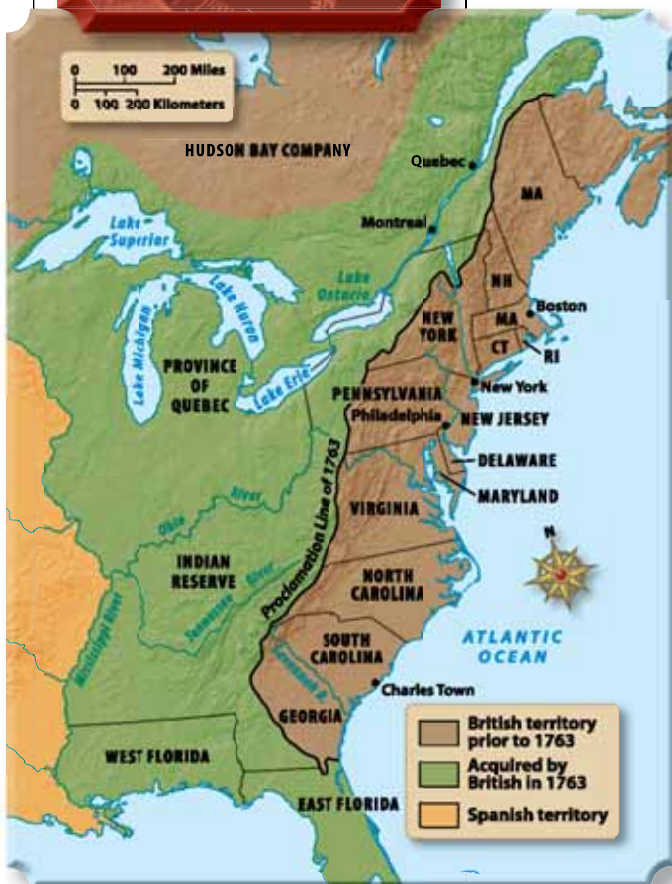 0 100 200 Miles
0 100 200 Kilometers
HUDSON BAY COMPANY
Quebec
MA
Montreal
Lake
Superior
Lake
Ontario
NH
Lake Huron
Lake Michigan
Boston
MA
NEW
YORK
CT
RI
PROVINCE
OF
QUEBEC
Lake Erie
New York
PENNSYLVANIA
Philadelphia
NEW JERSEY
DELAWARE
MARYLAND
Proclamation Line of 1763
Ohio River
VIRGINIA
N
INDIAN
RESERVE
Tennessee River
NORTH
CAROLINA
Mississippi River
SOUTH
CAROLINA
ATLANTIC
OCEAN
Savannah R.
Charles Town
GEORGIA
WEST FLORIDA
EAST FLORIDA
British territory
prior to 1763
Acquired by
British in 1763
Spanish territory